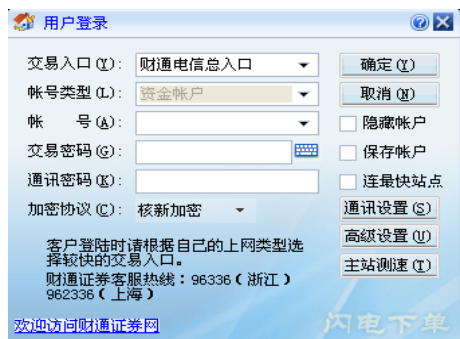 用户登录
交易入口(Y): 财通电信总入口 确定(Y)
帐号类型(L): 资金帐户 取消(N)
帐 号(A): 隐藏帐户
交易密码(G): 保存帐户
通讯密码(K): 连最快站点
加密协议(C): 核新加密 通讯设置(S)
高级设置(U)
客户登陆时请根据自己的上网类型选
择较快的交易入口。
主站测速(T)
财通证券客服热线：96336（浙江）
962336（上海）
欢迎访问财通证券网 闪电下单